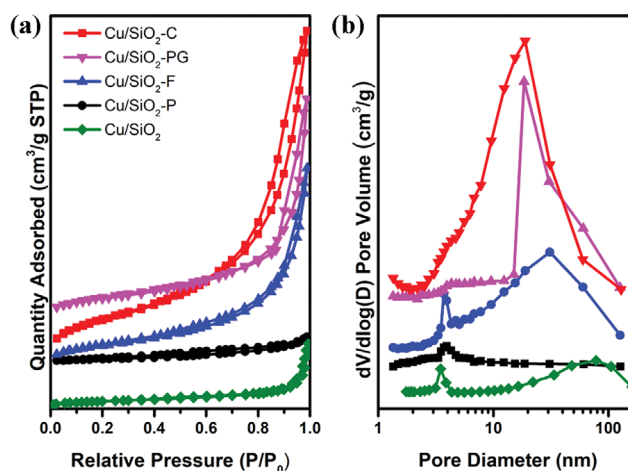 (a)
Cu/SiO₂-C
Cu/SiO₂-PG
Cu/SiO₂-F
Cu/SiO₂-P
Cu/SiO₂
Quantity Adsorbed (cm³/g STP)
0.0 0.2 0.4 0.6 0.8 1.0
Relative Pressure (P/P₀)
(b)
dV/dlog(D) Pore Volume (cm³/g)
1 10 100
Pore Diameter (nm)